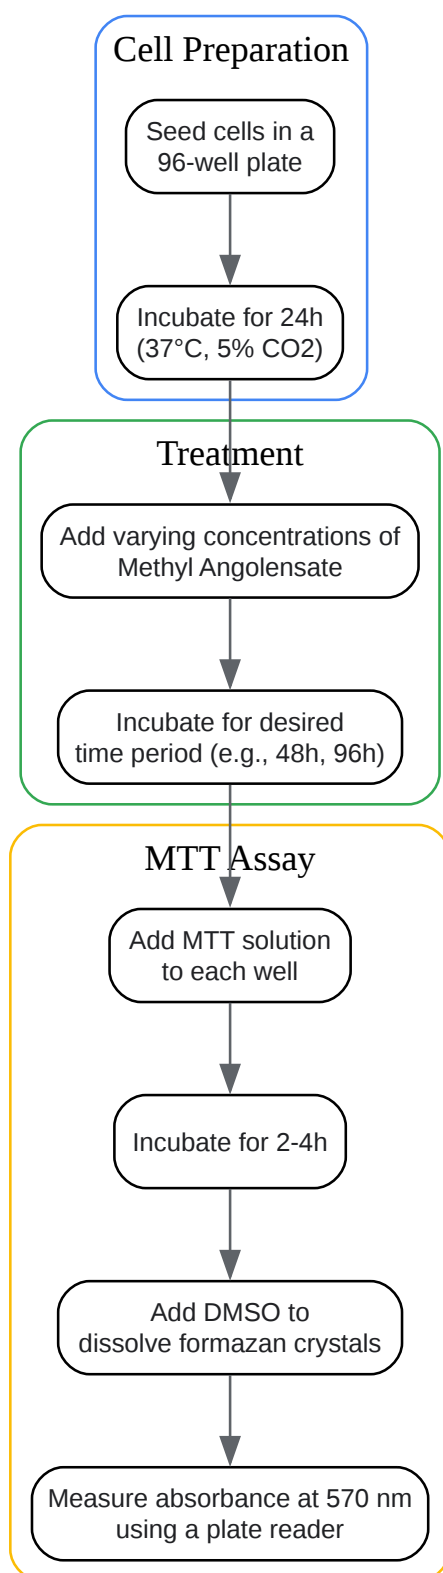 Cell Preparation
Seed cells in a
96-well plate
Incubate for 24h
(37°C, 5% CO2)
Treatment
Add varying concentrations of
Methyl Angolensate
Incubate for desired
time period (e.g., 48h, 96h)
MTT Assay
Add MTT solution
to each well
Incubate for 2-4h
Add DMSO to
dissolve formazan crystals
Measure absorbance at 570 nm
using a plate reader